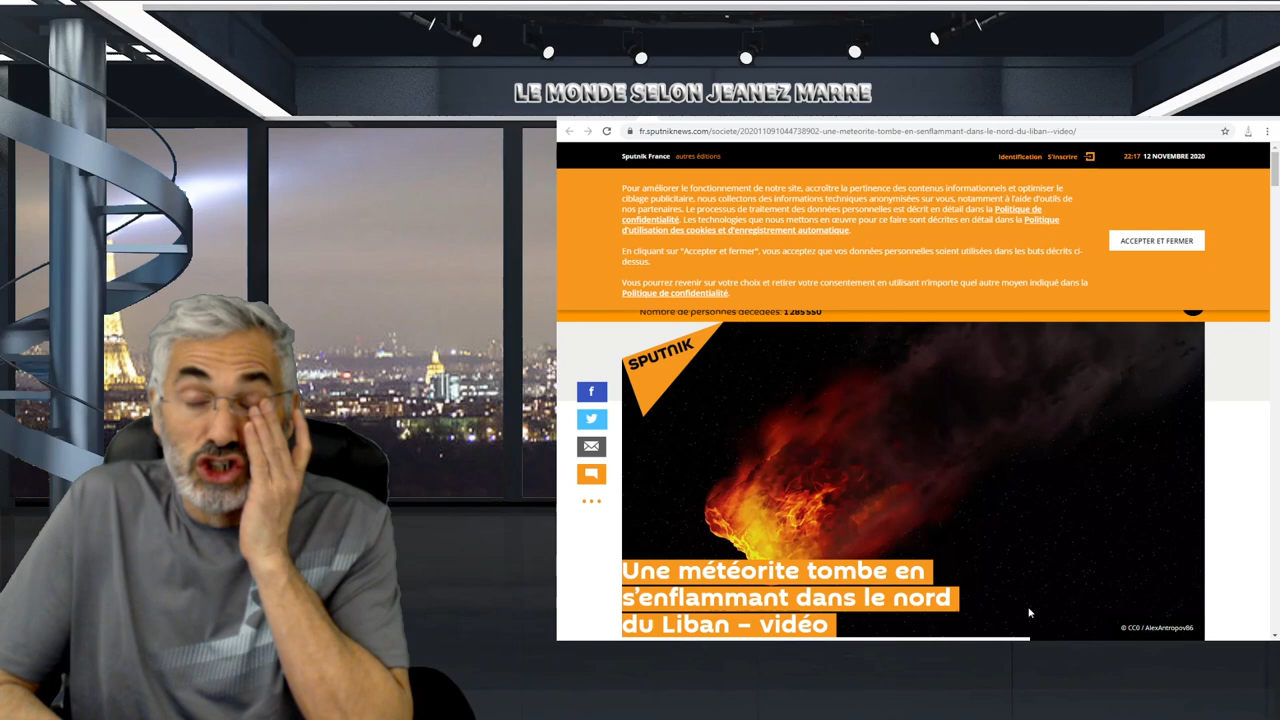 LE MONDE SELON JEANEZ MARRE
fr.sputniknews.com/societe/202011091044738902-une-meteorite-tombe-en-senflammant-dans-le-nord-du-liban--video/
Sputnik France autres éditions
Identification S'inscrire
22:17 12 NOVEMBRE 2020
Pour améliorer le fonctionnement de notre site, accroître la pertinence des contenus informationnels et optimiser le
ciblage publicitaire, nous collectons des informations techniques anonymisées sur vous, notamment à l'aide d'outils de
nos partenaires. Le processus de traitement des données personnelles est décrit en détail dans la Politique de
confidentialité. Les technologies que nous mettons en œuvre pour ce faire sont décrites en détail dans la Politique
d'utilisation des cookies et d'enregistrement automatique.
En cliquant sur "Accepter et fermer", vous acceptez que vos données personnelles soient utilisées dans les buts décrits ci-
dessus.
Vous pourrez revenir sur votre choix et retirer votre consentement en utilisant n'importe quel autre moyen indiqué dans la
Politique de confidentialité.
ACCEPTER ET FERMER
Nombre de personnes décédées: 1 285 550
SPUTNIK
Une météorite tombe en
s'enflammant dans le nord
du Liban – vidéo
© CC0 / AlexAntropov86